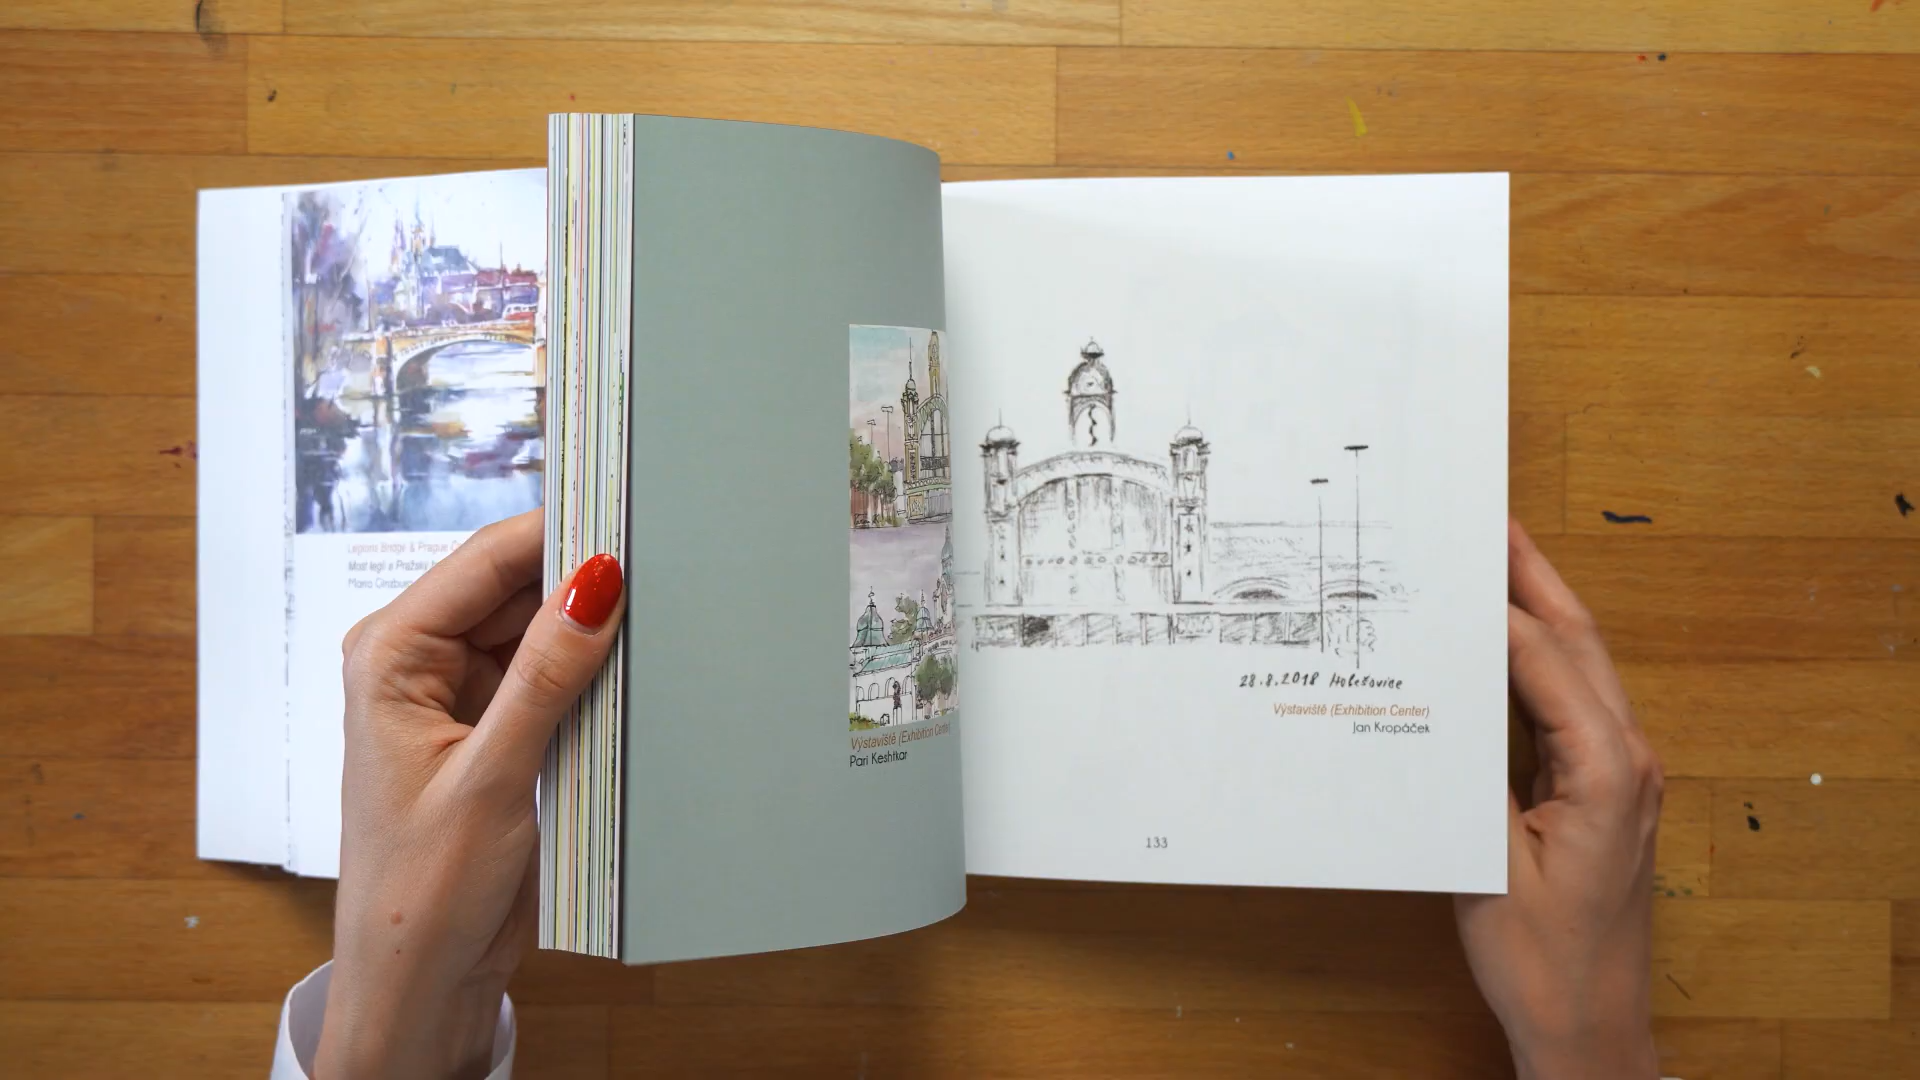 Legions Bridge & Prague
Most legií a Pražský
Výstaviště (Exhibition Center)
Pari Keshtkar
28.8.2018 Holešovice
Výstaviště (Exhibition Center)
Jan Kropáček
133